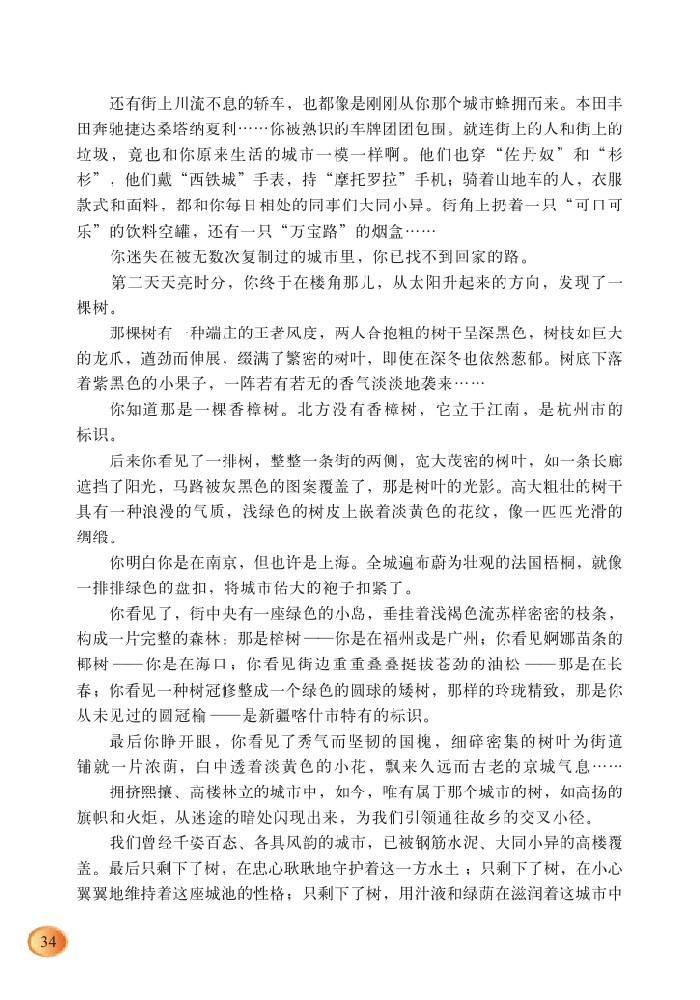 还有街上川流不息的轿车，也都像是刚刚从你那个城市蜂拥而来。本田丰
田奔驰捷达桑塔纳夏利……你被熟识的车牌团团包围。就连街上的人和街上的
垃圾，竟也和你原来生活的城市一模一样啊。他们也穿“佐丹奴”和“杉
杉”，他们戴“西铁城”手表，持“摩托罗拉”手机；骑着山地车的人，衣服
款式和面料，都和你每日相处的同事们大同小异。街角上扔着一只“可口可
乐”的饮料空罐，还有一只“万宝路”的烟盒……
你迷失在被无数次复制过的城市里，你已找不到回家的路。
第二天天亮时分，你终于在楼角那儿，从太阳升起来的方向，发现了一
棵树。
那棵树有一种端庄的王者风度，两人合抱粗的树干呈深黑色，树枝如巨大
的龙爪，遒劲而伸展，缀满了繁密的树叶，即使在深冬也依然葱郁。树底下落
着紫黑色的小果子，一阵若有若无的香气淡淡地袭来……
你知道那是一棵香樟树。北方没有香樟树，它立于江南，是杭州市的
标识。
后来你看见了一排树，整整一条街的两侧，宽大茂密的树叶，如一条长廊
遮挡了阳光，马路被灰黑色的图案覆盖了，那是树叶的光影。高大粗壮的树干
具有一种浪漫的气质，浅绿色的树皮上嵌着淡黄色的花纹，像一匹匹光滑的
绸缎。
你明白你是在南京，但也许是上海。全城遍布蔚为壮观的法国梧桐，就像
一排排绿色的盘扣，将城市偌大的袍子扣紧了。
你看见了，街中央有一座绿色的小岛，垂挂着浅褐色流苏样密密的枝条，
构成一片完整的森林：那是榕树——你是在福州或是广州；你看见婀娜苗条的
椰树——你是在海口；你看见街边重重叠叠挺拔苍劲的油松——那是在长
春；你看见一种树冠修整成一个绿色的圆球的矮树，那样的玲珑精致，那是你
从未见过的圆冠榆——是新疆喀什市特有的标识。
最后你睁开眼，你看见了秀气而坚韧的国槐，细碎密集的树叶为街道
铺就一片浓荫，白中透着淡黄色的小花，飘来久远而古老的京城气息……
拥挤熙攘、高楼林立的城市中，如今，唯有属于那个城市的树，如高扬的
旗帜和火炬，从迷途的暗处闪现出来，为我们引领通往故乡的交叉小径。
我们曾经千姿百态、各具风韵的城市，已被钢筋水泥、大同小异的高楼覆
盖。最后只剩下了树，在忠心耿耿地守护着这一方水土；只剩下了树，在小心
翼翼地维持着这座城池的性格；只剩下了树，用汁液和绿荫在滋润着这城市中
34